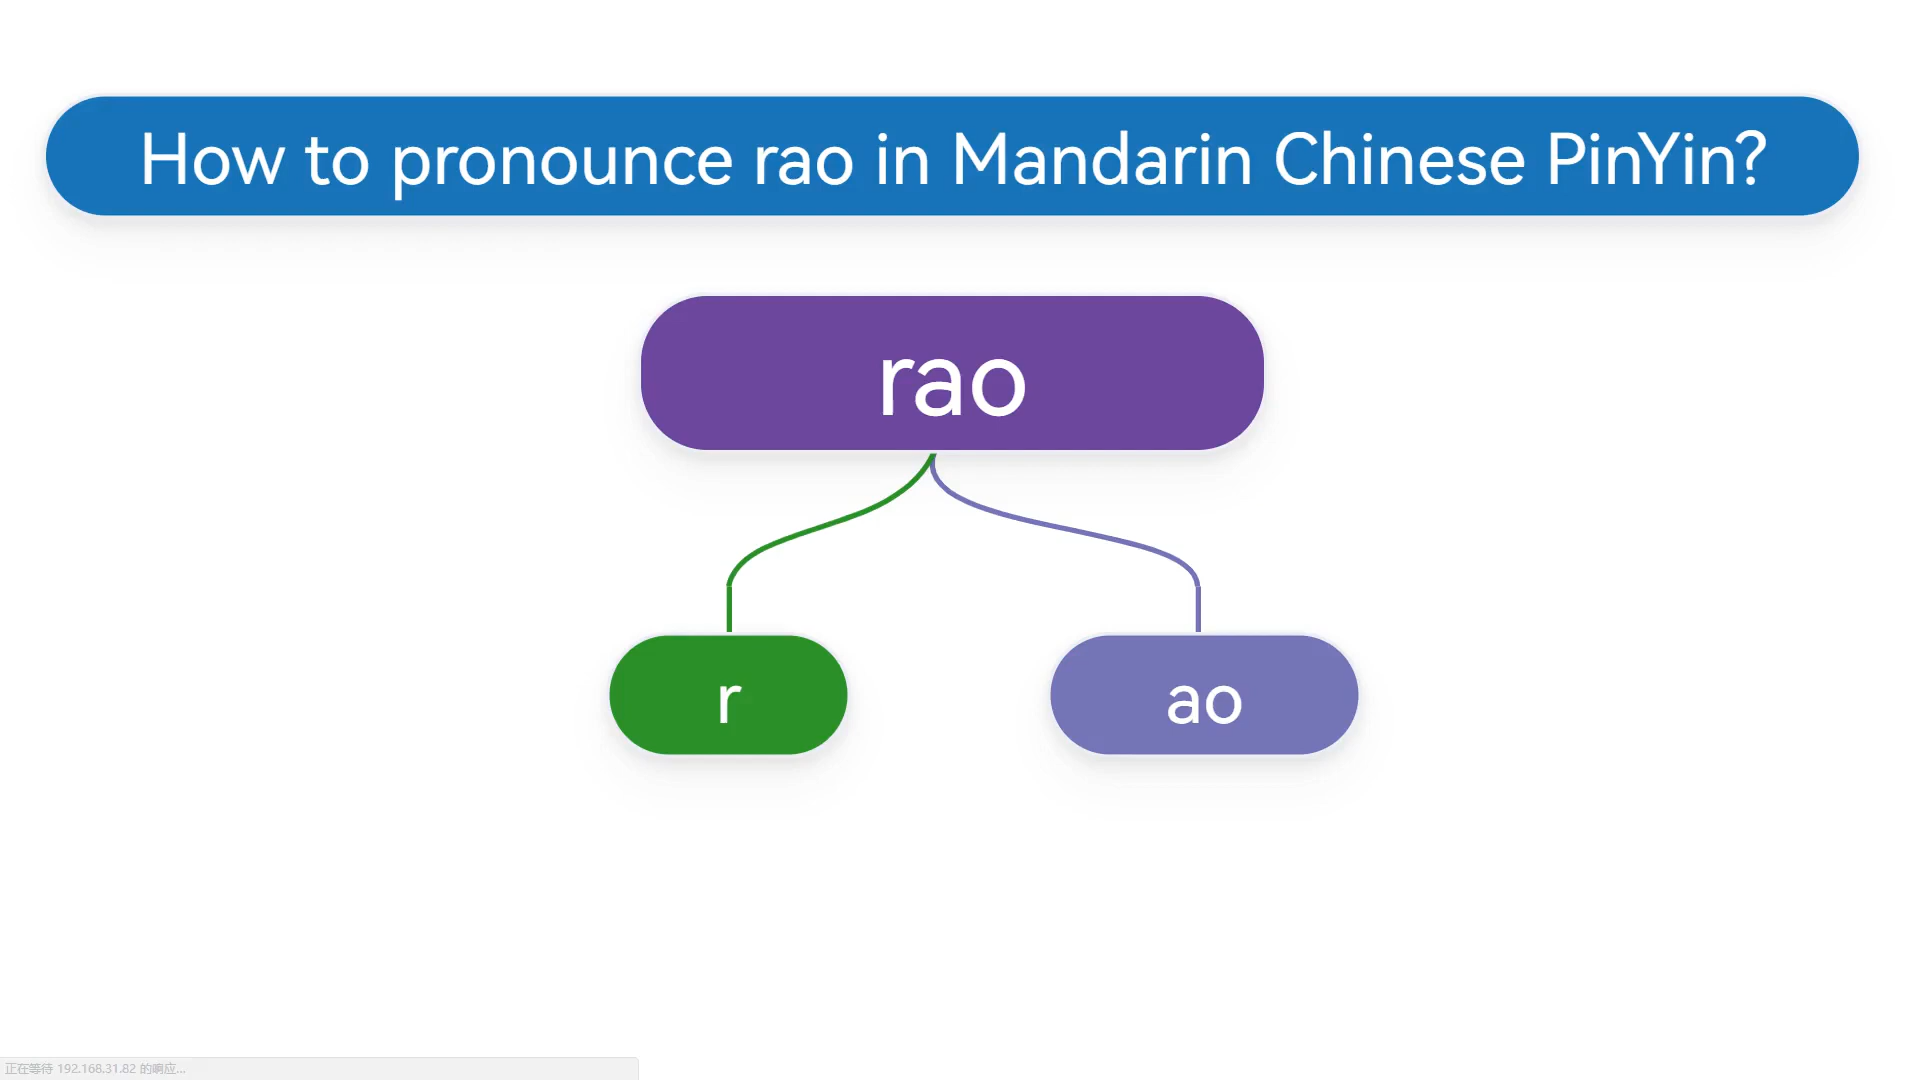 How to pronounce rao in Mandarin Chinese PinYin?
rao
r
ao
正在等待 192.168.31.82 的响应...